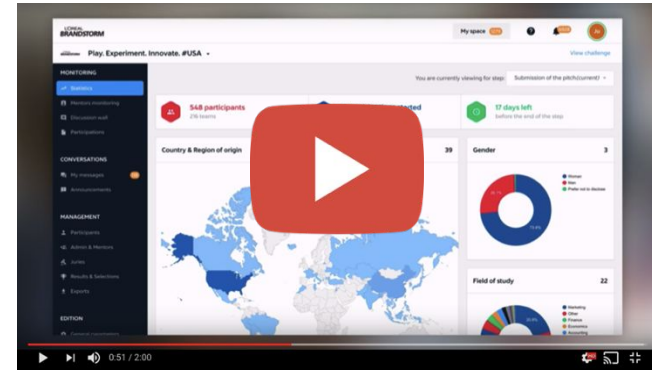 L'ORÉAL
BRANDSTORM
My space
Play. Experiment. Innovate. #USA
View challenge
MONITORING
You are currently viewing for step:
Submission of the pitch(current)
Statistics
Mentors monitoring
Discussion wall
Participations
548 participants
216 teams
17 days left
before the end of the step
Country & Region of origin
39
Gender
3
CONVERSATIONS
My messages
Announcements
Woman
Man
Prefer not to disclose
MANAGEMENT
Participants
Admin & Mentors
Juries
Results & Selections
Exports
Field of study
22
Marketing
Other
Finance
Economics
Accounting
EDITION
0:51 / 2:00